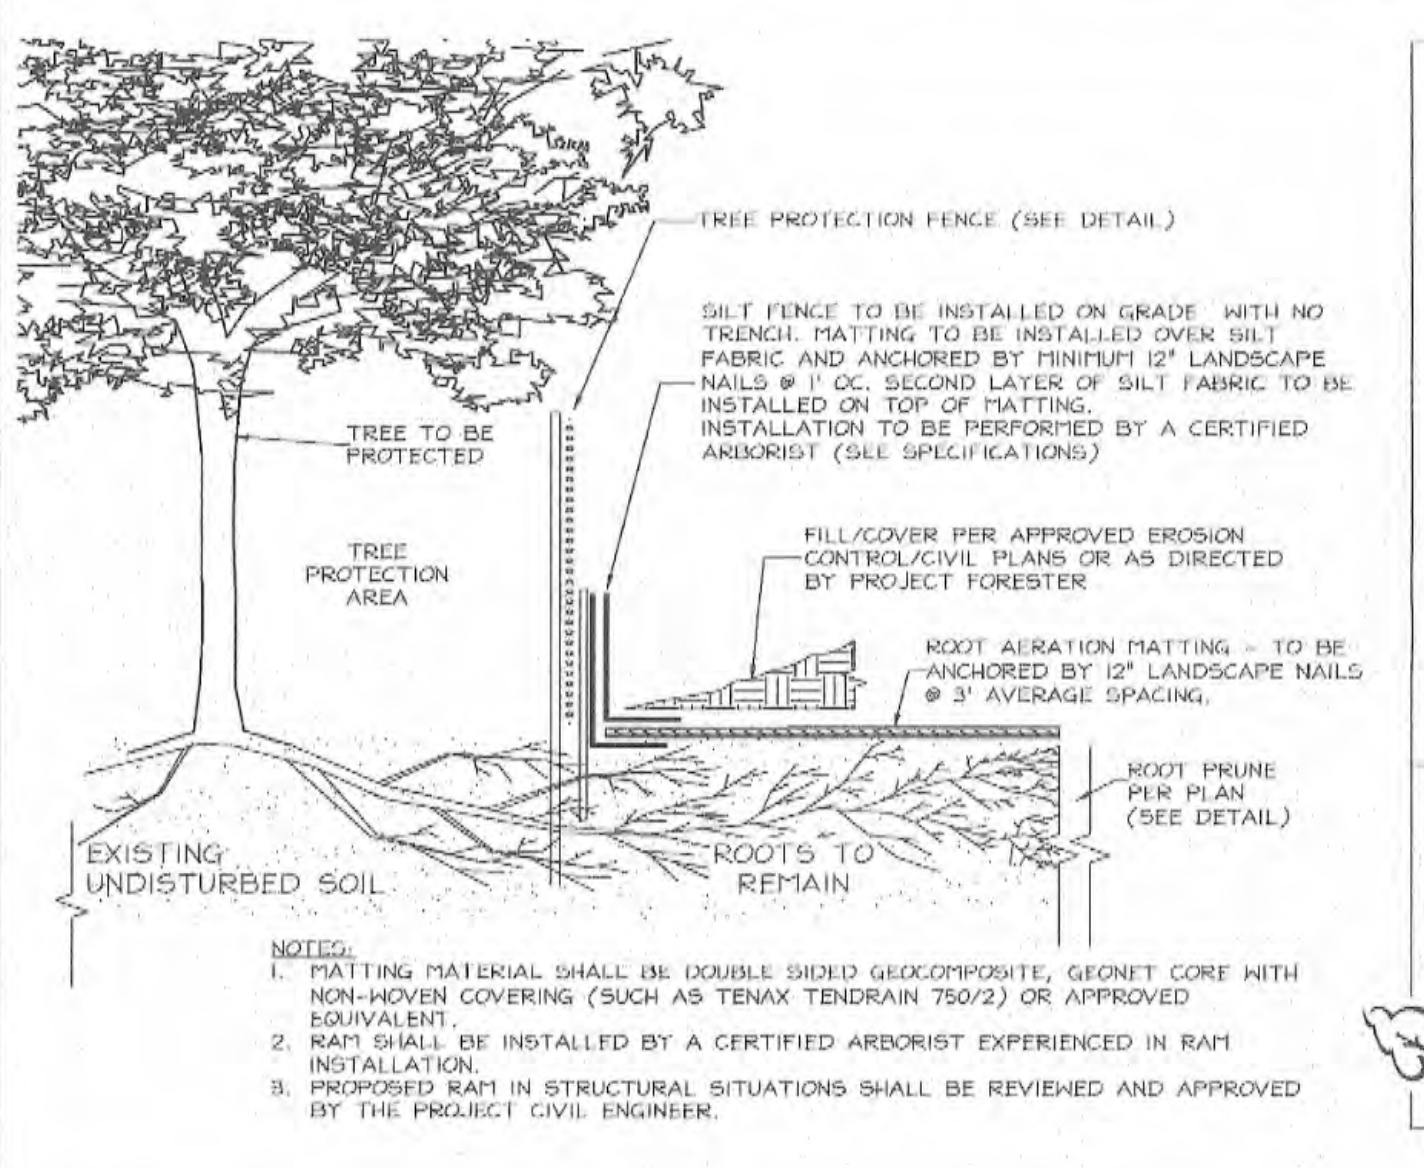 TREE PROTECTION FENCE (SEE DETAIL)
SILT FENCE TO BE INSTALLED ON GRADE WITH NO
TRENCH. MATTING TO BE INSTALLED OVER SILT
FABRIC AND ANCHORED BY MINIMUM 12" LANDSCAPE
NAILS @ 1' OC. SECOND LAYER OF SILT FABRIC TO BE
INSTALLED ON TOP OF MATTING.
INSTALLATION TO BE PERFORMED BY A CERTIFIED
ARBORIST (SEE SPECIFICATIONS)
TREE TO BE
PROTECTED
TREE
PROTECTION
AREA
FILL/COVER PER APPROVED EROSION
CONTROL/CIVIL PLANS OR AS DIRECTED
BY PROJECT FORESTER
ROOT AERATION MATTING - TO BE
ANCHORED BY 12" LANDSCAPE NAILS
@ 3' AVERAGE SPACING.
ROOT PRUNE
PER PLAN
(SEE DETAIL)
EXISTING
UNDISTURBED SOIL
ROOTS TO
REMAIN
NOTES:
1. MATTING MATERIAL SHALL BE DOUBLE SIDED GEOCOMPOSITE, GEONET CORE WITH
NON-WOVEN COVERING (SUCH AS TENAX TENDRAIN 750/2) OR APPROVED
EQUIVALENT.
2. RAM SHALL BE INSTALLED BY A CERTIFIED ARBORIST EXPERIENCED IN RAM
INSTALLATION.
3. PROPOSED RAM IN STRUCTURAL SITUATIONS SHALL BE REVIEWED AND APPROVED
BY THE PROJECT CIVIL ENGINEER.